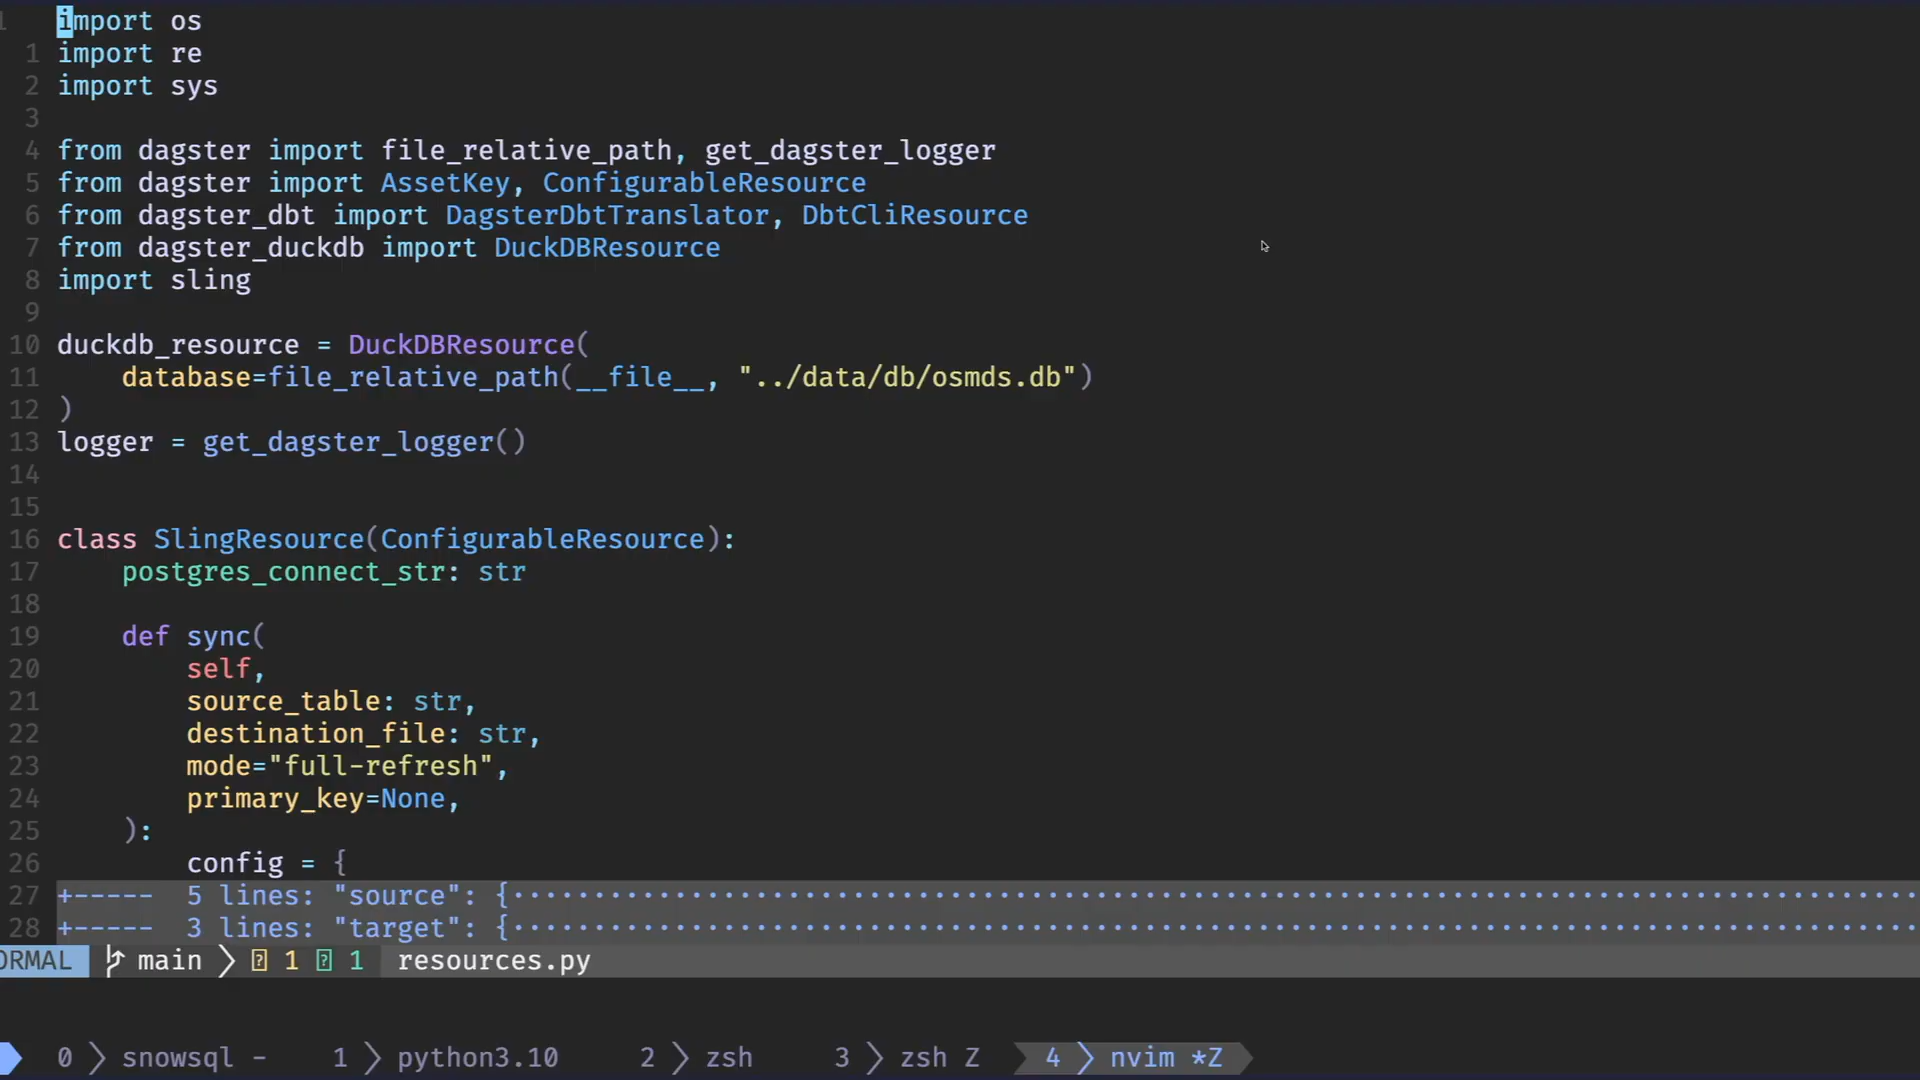 1 import os
1 import re
2 import sys
3
4 from dagster import file_relative_path, get_dagster_logger
5 from dagster import AssetKey, ConfigurableResource
6 from dagster_dbt import DagsterDbtTranslator, DbtCliResource
7 from dagster_duckdb import DuckDBResource
8 import sling
9
10 duckdb_resource = DuckDBResource(
11     database=file_relative_path(__file__, "../data/db/osmds.db")
12 )
13 logger = get_dagster_logger()
14
15
16 class SlingResource(ConfigurableResource):
17     postgres_connect_str: str
18
19     def sync(
20         self,
21         source_table: str,
22         destination_file: str,
23         mode="full-refresh",
24         primary_key=None,
25     ):
26         config = {
27 +-----  5 lines: "source": {
28 +-----  3 lines: "target": {
ORMAL main 1 1 resources.py
0 snowsql - 1 python3.10 2 zsh 3 zsh Z 4 nvim *Z